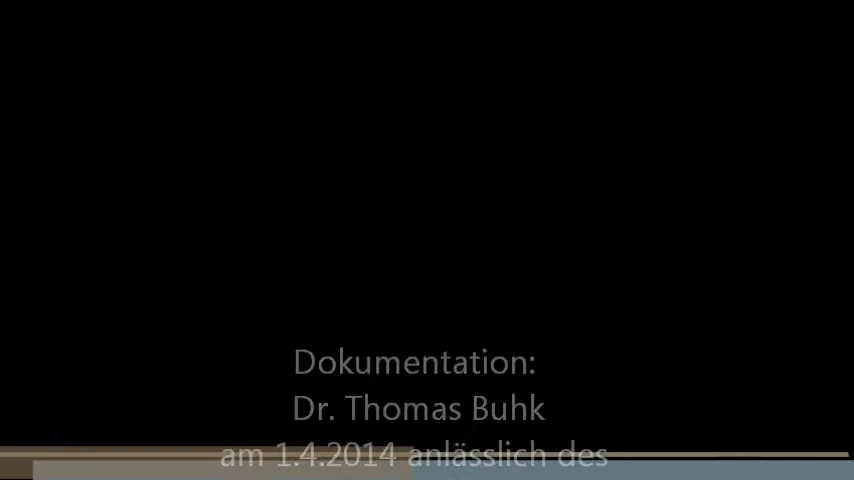 Dokumentation:
Dr. Thomas Buhk
am 1.4.2014 anlässlich des